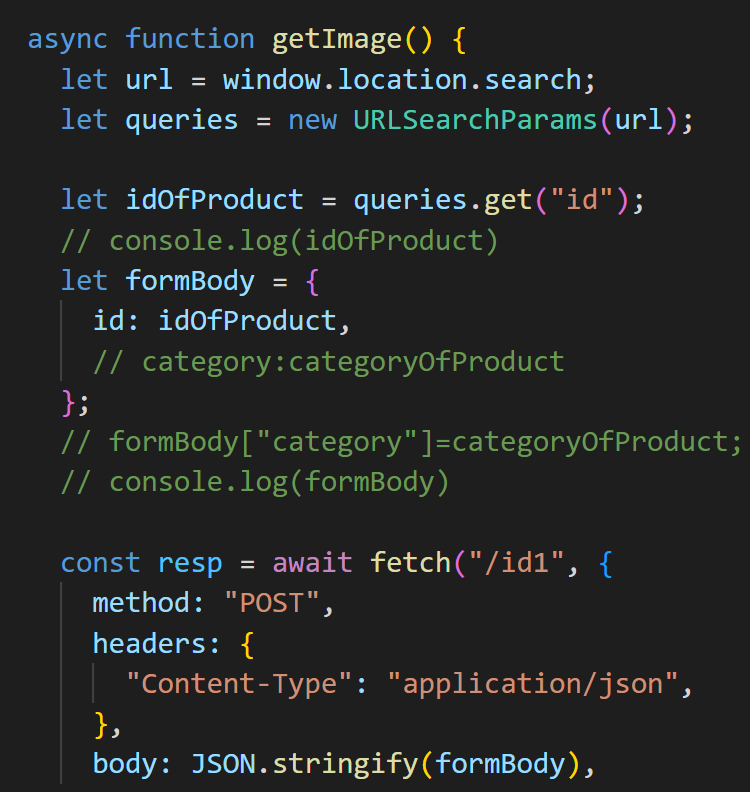 async function getImage() {
  let url = window.location.search;
  let queries = new URLSearchParams(url);

  let idOfProduct = queries.get("id");
  // console.log(idOfProduct)
  let formBody = {
    id: idOfProduct,
    // category:categoryOfProduct
  };
  // formBody["category"]=categoryOfProduct;
  // console.log(formBody)

  const resp = await fetch("/id1", {
    method: "POST",
    headers: {
      "Content-Type": "application/json",
    },
    body: JSON.stringify(formBody),